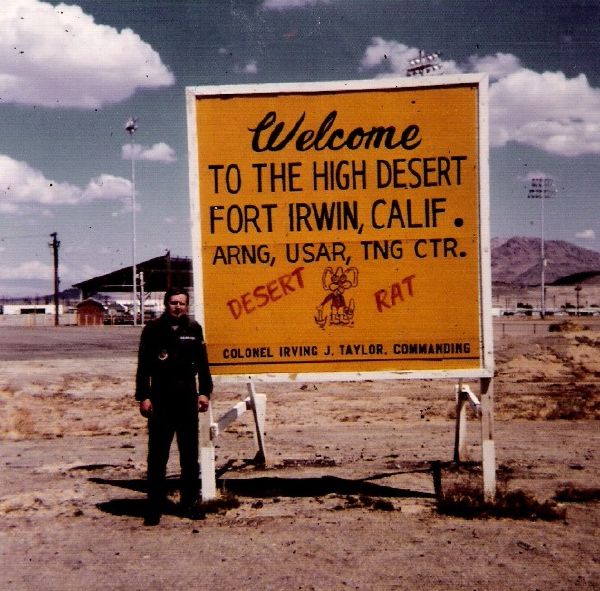 Welcome
TO THE HIGH DESERT
FORT IRWIN, CALIF.
ARNG, USAR, TNG CTR.
DESERT RAT
COLONEL IRVING J. TAYLOR. COMMANDING